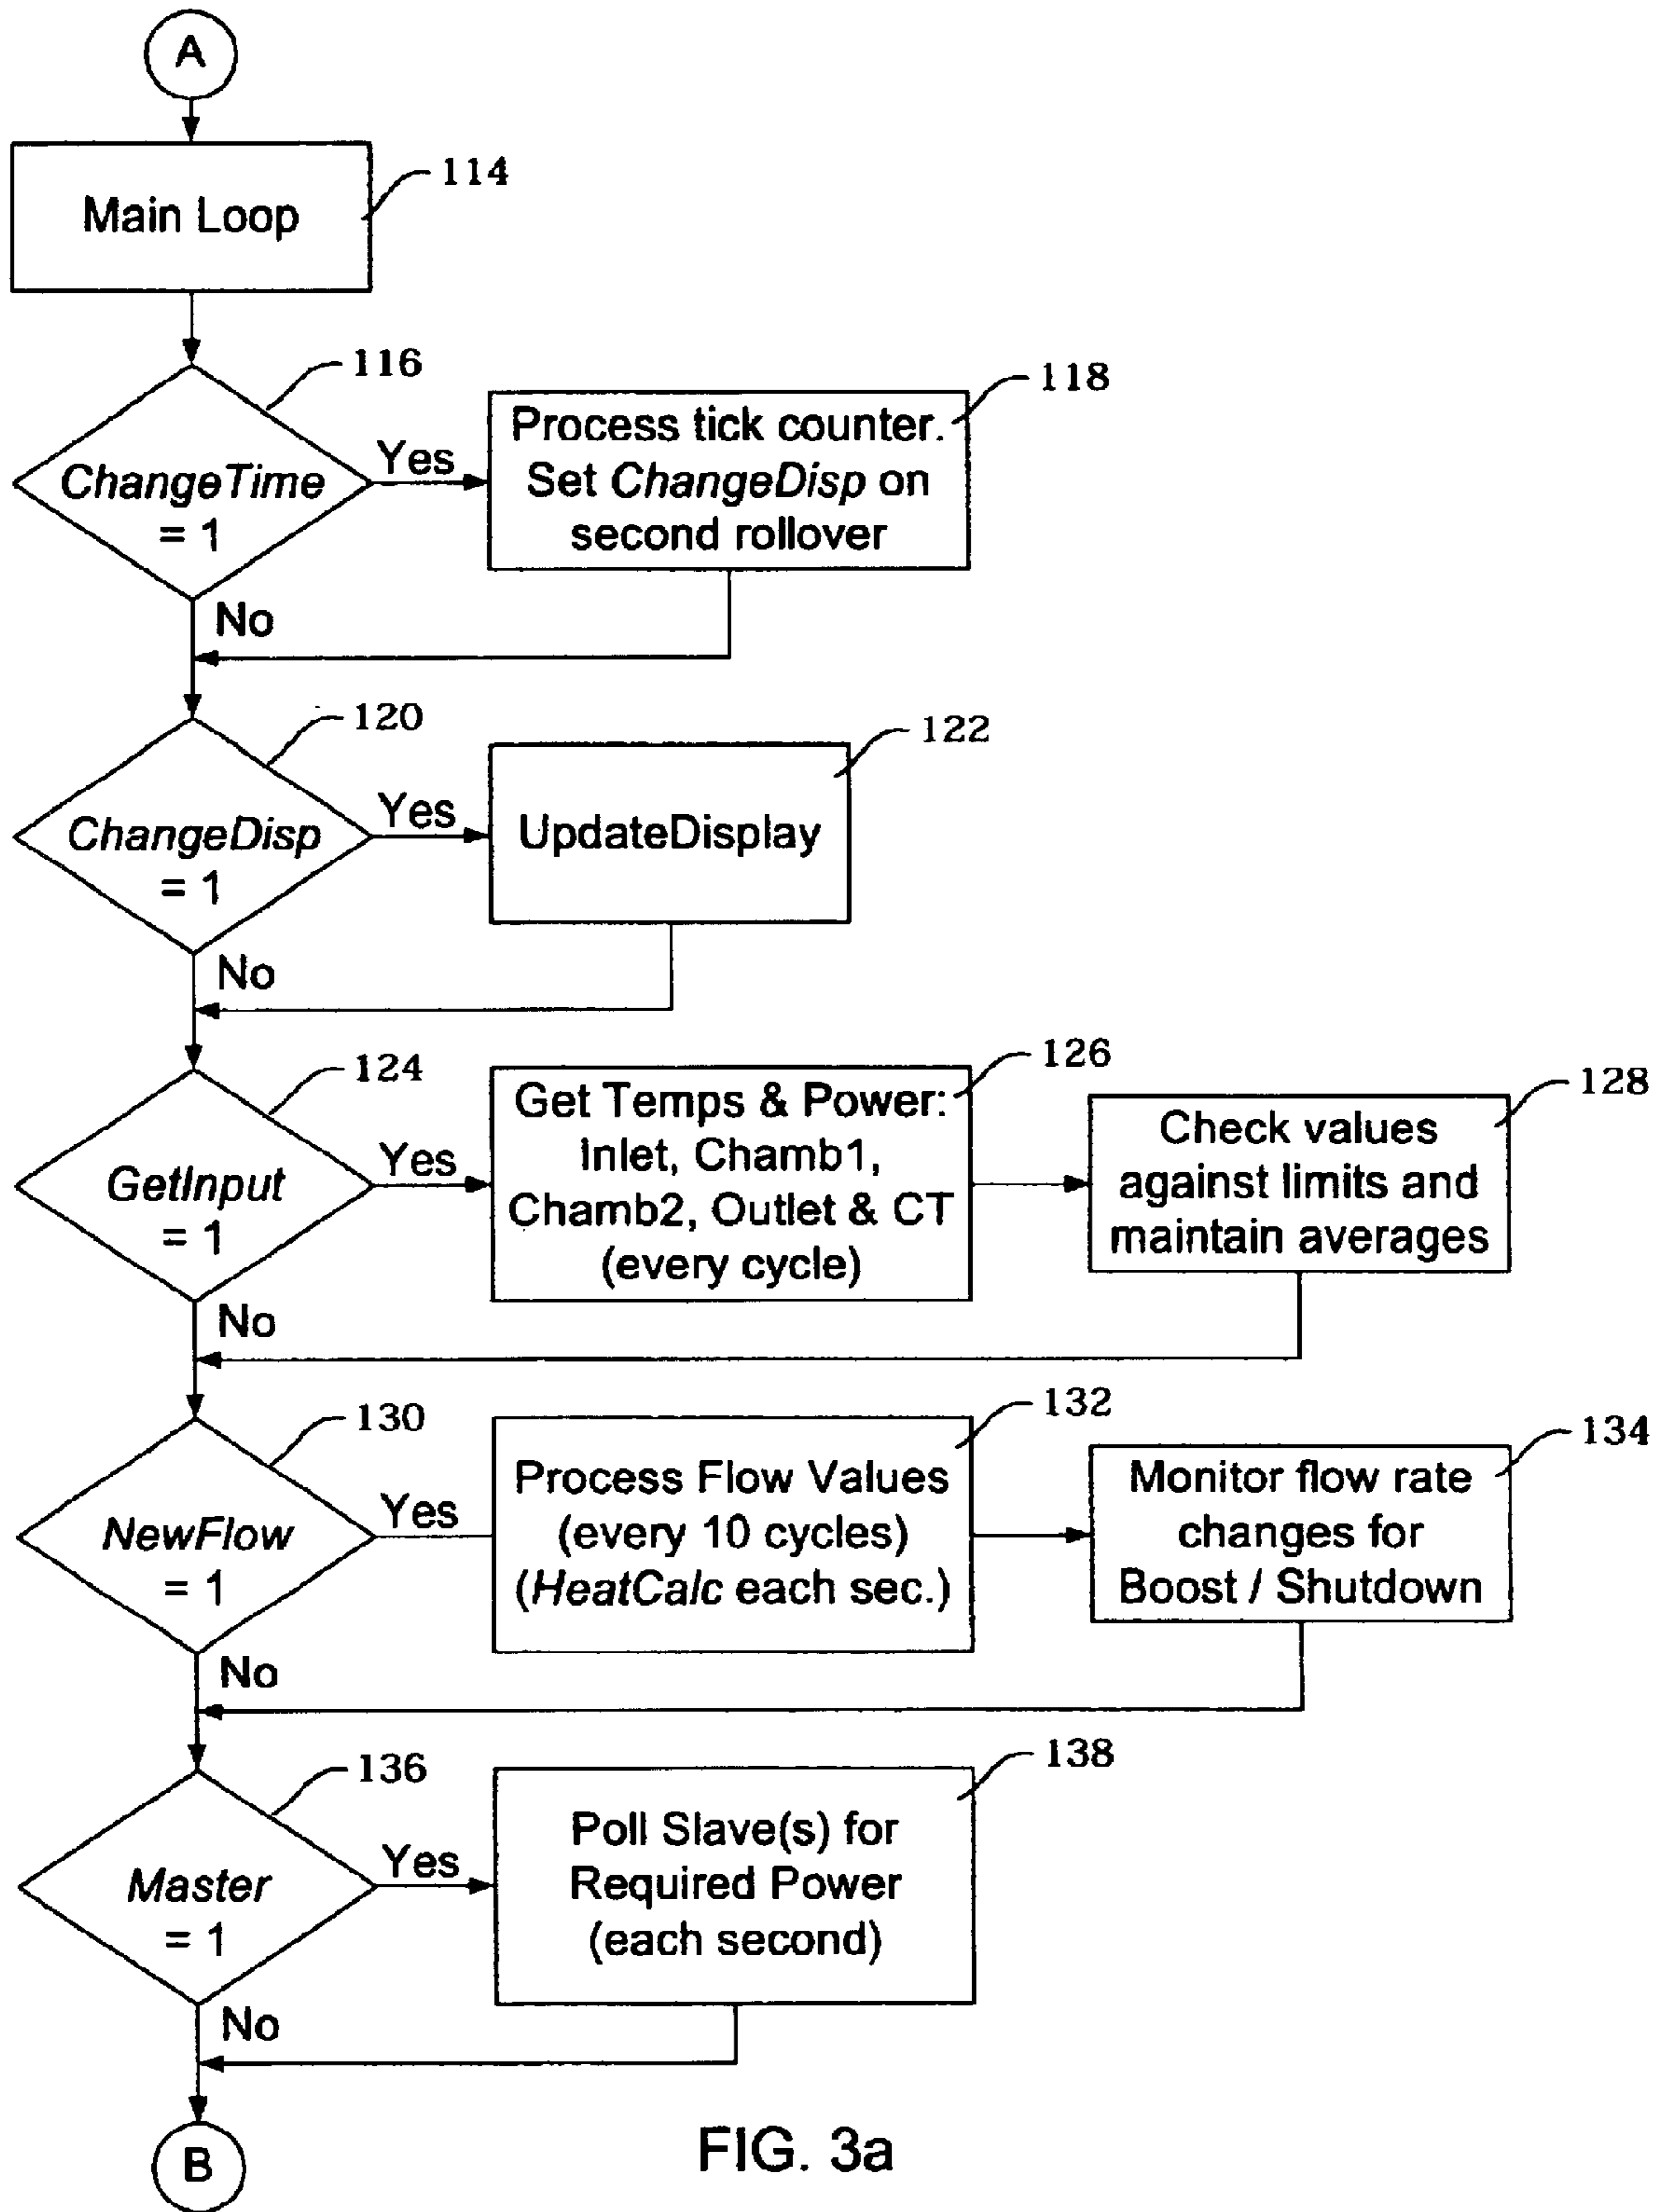 A
Main Loop
114
116
ChangeTime
= 1
Yes
No
118
Process tick counter.
Set ChangeDisp on
second rollover
120
ChangeDisp
= 1
Yes
No
122
UpdateDisplay
124
GetInput
= 1
Yes
No
126
Get Temps & Power:
Inlet, Chamb1,
Chamb2, Outlet & CT
(every cycle)
128
Check values
against limits and
maintain averages
130
NewFlow
= 1
Yes
No
132
Process Flow Values
(every 10 cycles)
(HeatCalc each sec.)
134
Monitor flow rate
changes for
Boost / Shutdown
136
Master
= 1
Yes
No
138
Poll Slave(s) for
Required Power
(each second)
B
FIG. 3a